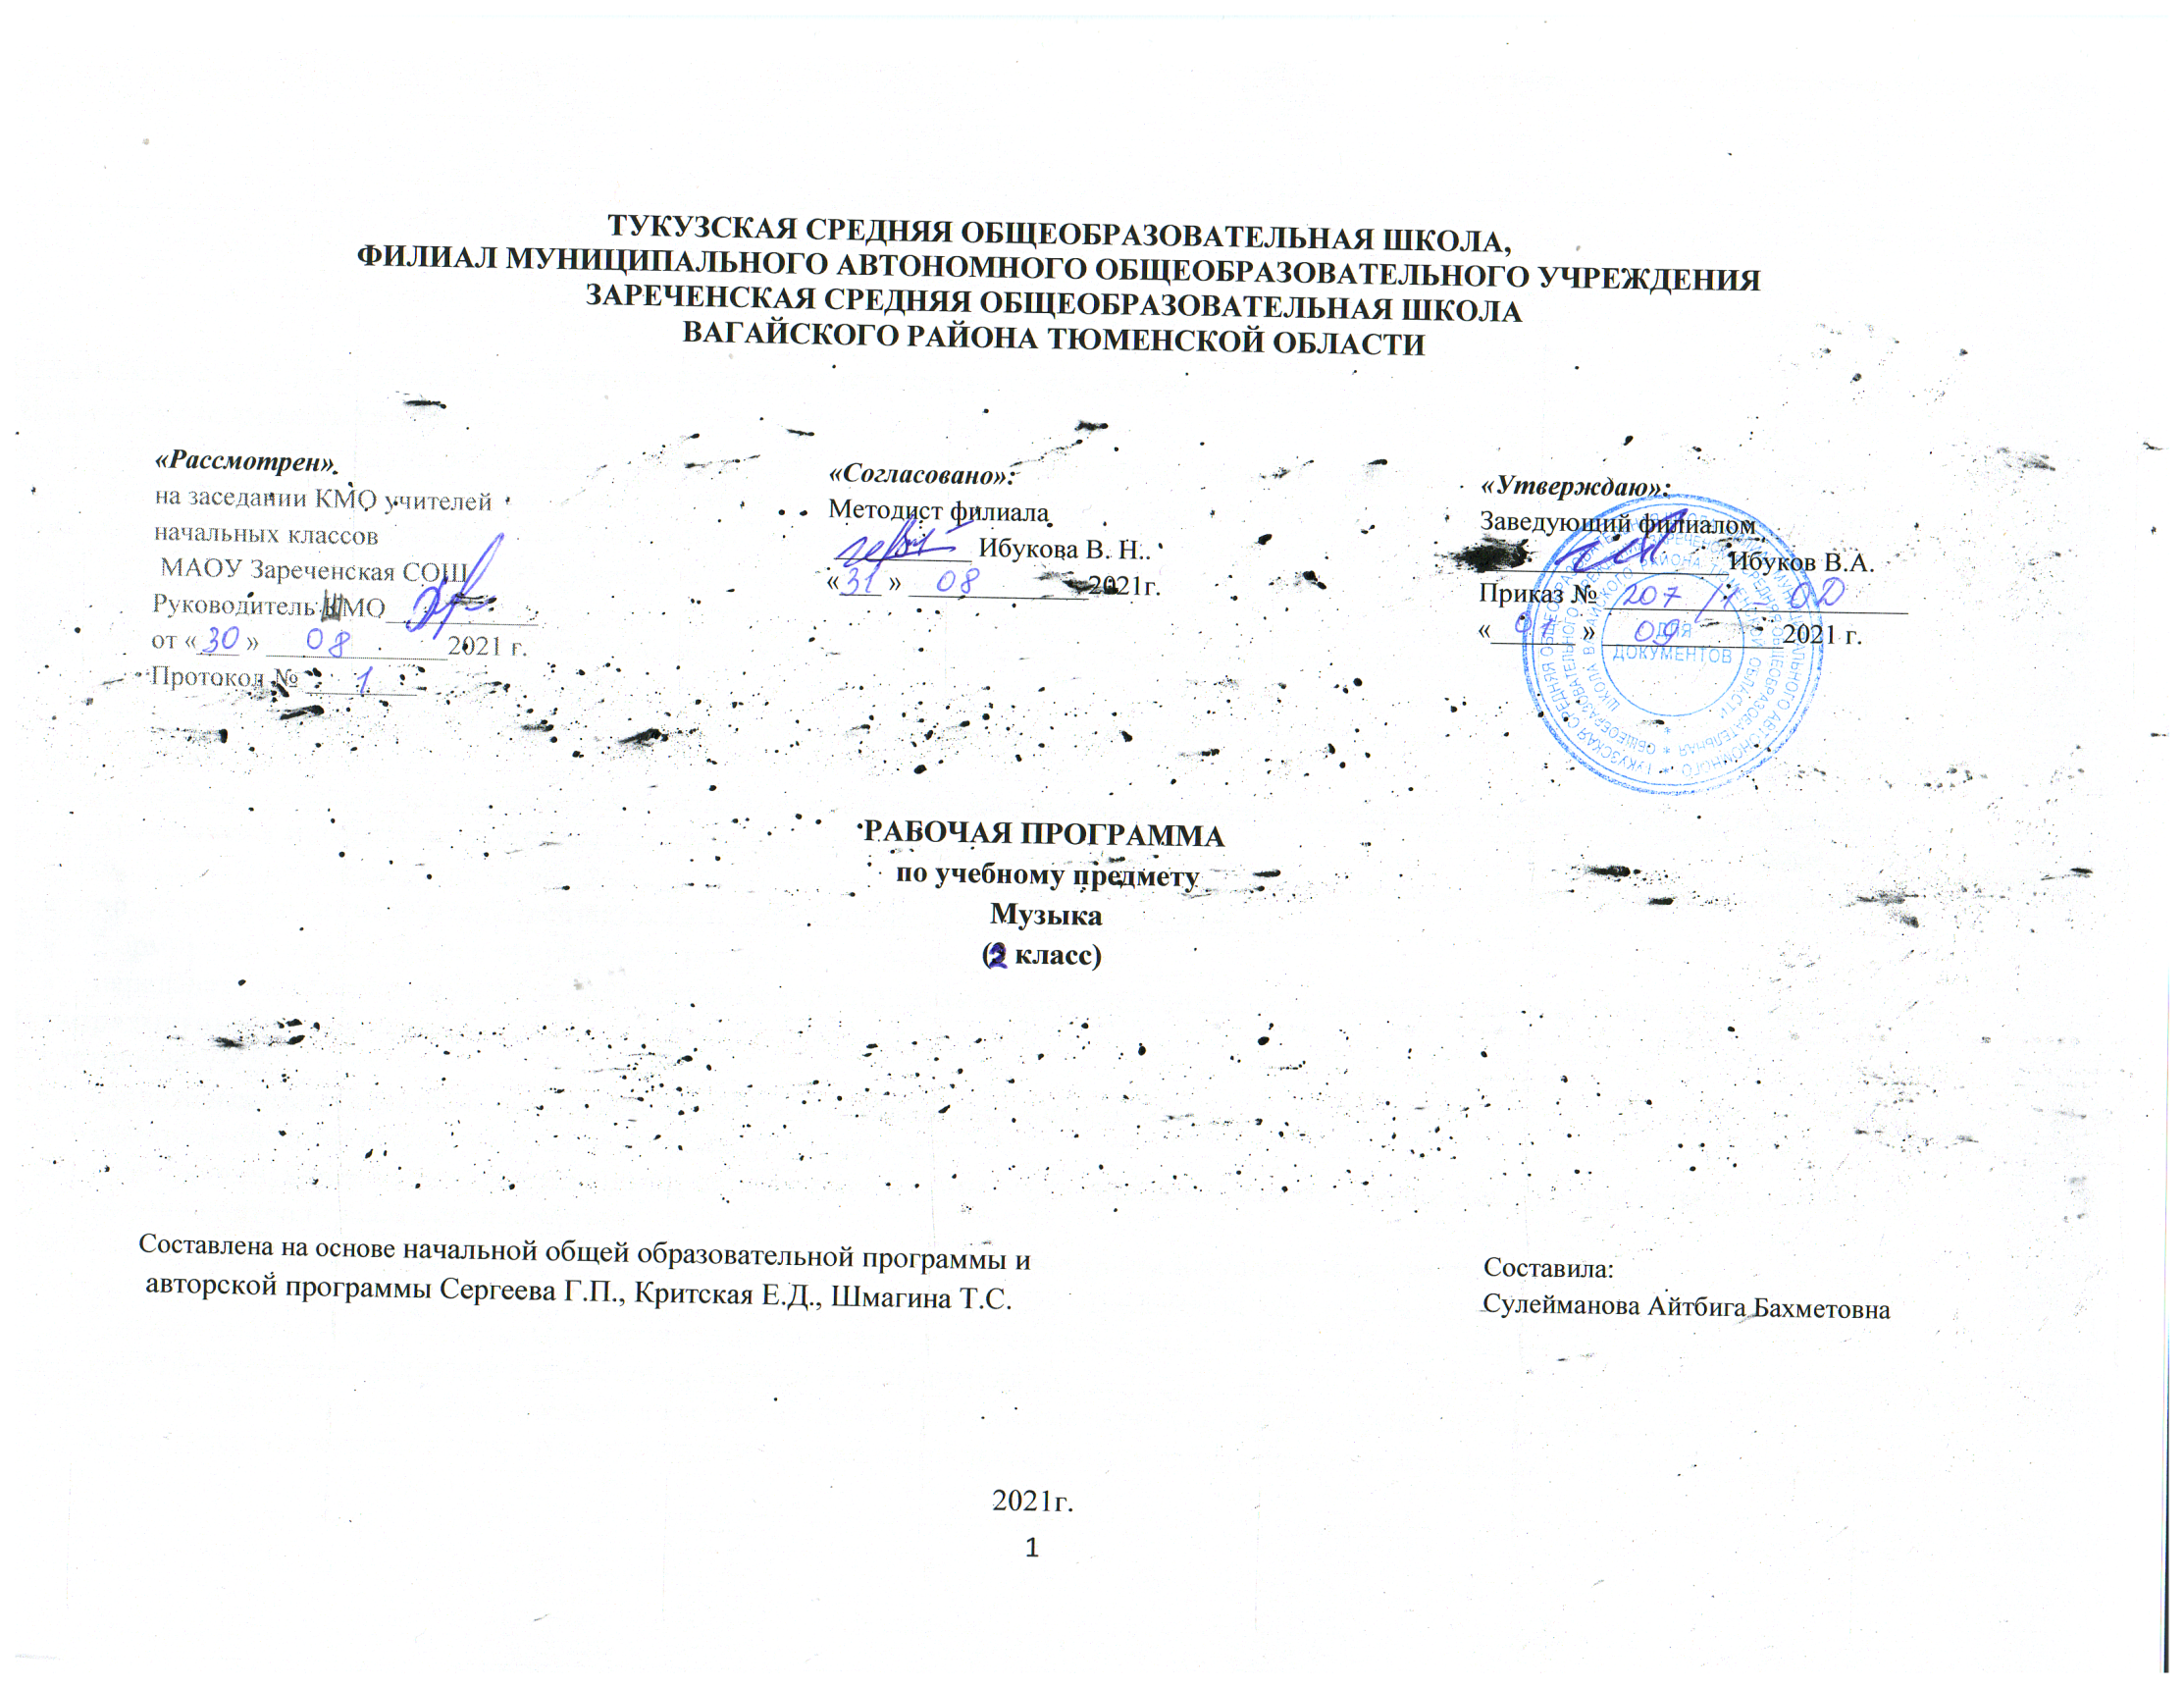 ТУКУЗСКАЯ СРЕДНЯЯ ОБЩЕОБРАЗОВАТЕЛЬНАЯ ШКОЛА,
ФИЛИАЛ МУНИЦИПАЛЬНОГО АВТОНОМНОГО ОБЩЕОБРАЗОВАТЕЛЬНОГО УЧРЕЖДЕНИЯ
ЗАРЕЧЕНСКАЯ СРЕДНЯЯ ОБЩЕОБРАЗОВАТЕЛЬНАЯ ШКОЛА
ВАГАЙСКОГО РАЙОНА ТЮМЕНСКОЙ ОБЛАСТИ
«Рассмотрен»
на заседании КМО учителей
начальных классов
МАОУ Зареченская СОШ
Руководитель КМО
от «30» 08 2021 г.
Протокол № 1
«Согласовано»:
Методист филиала
Ибукова В. Н..
«31» 08 2021г.
«Утверждаю»:
Заведующий филиалом
Ибуков В.А.
Приказ № 207/1-ОД
«01» 09 2021 г.
ДЛЯ
ДОКУМЕНТОВ
РАБОЧАЯ ПРОГРАММА
по учебному предмету
Музыка
(2 класс)
Составлена на основе начальной общей образовательной программы и
авторской программы Сергеева Г.П., Критская Е.Д., Шмагина Т.С.
Составила:
Сулейманова Айтбига Бахметовна
2021г.
1